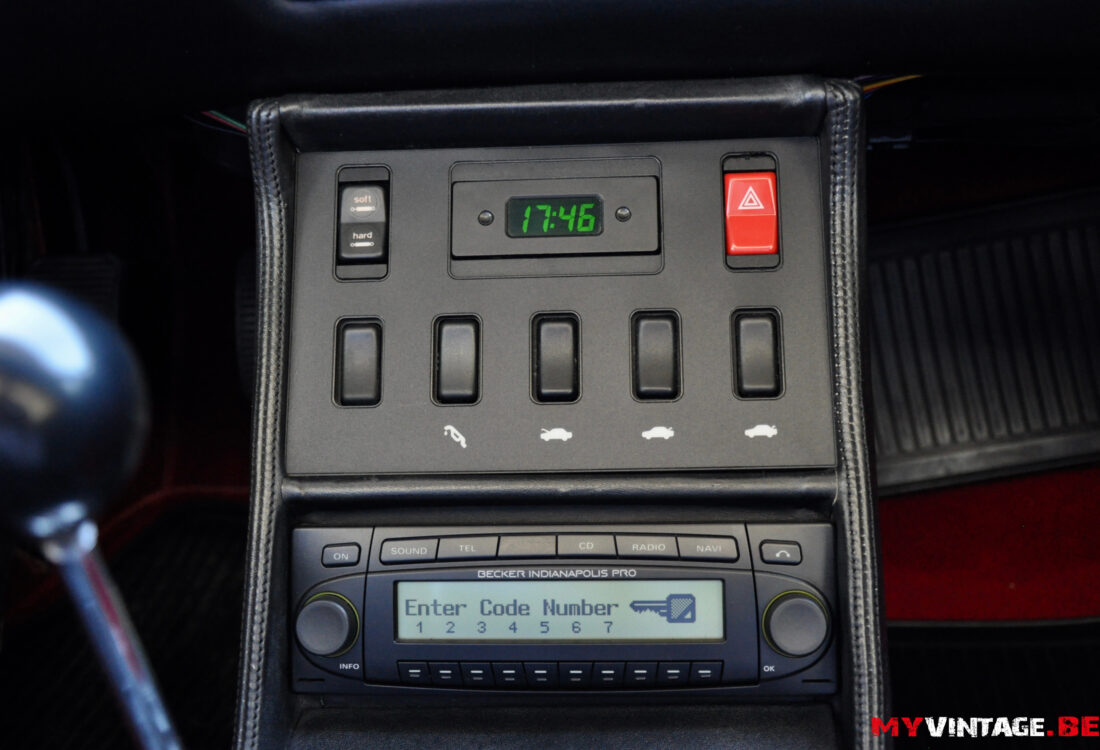 soft
17:46
hard
ON
SOUND
TEL
CD
RADIO
NAVI
BECKER INDIANAPOLIS PRO
Enter Code Number
1 2 3 4 5 6 7
INFO
OK
MYVINTAGE.BE